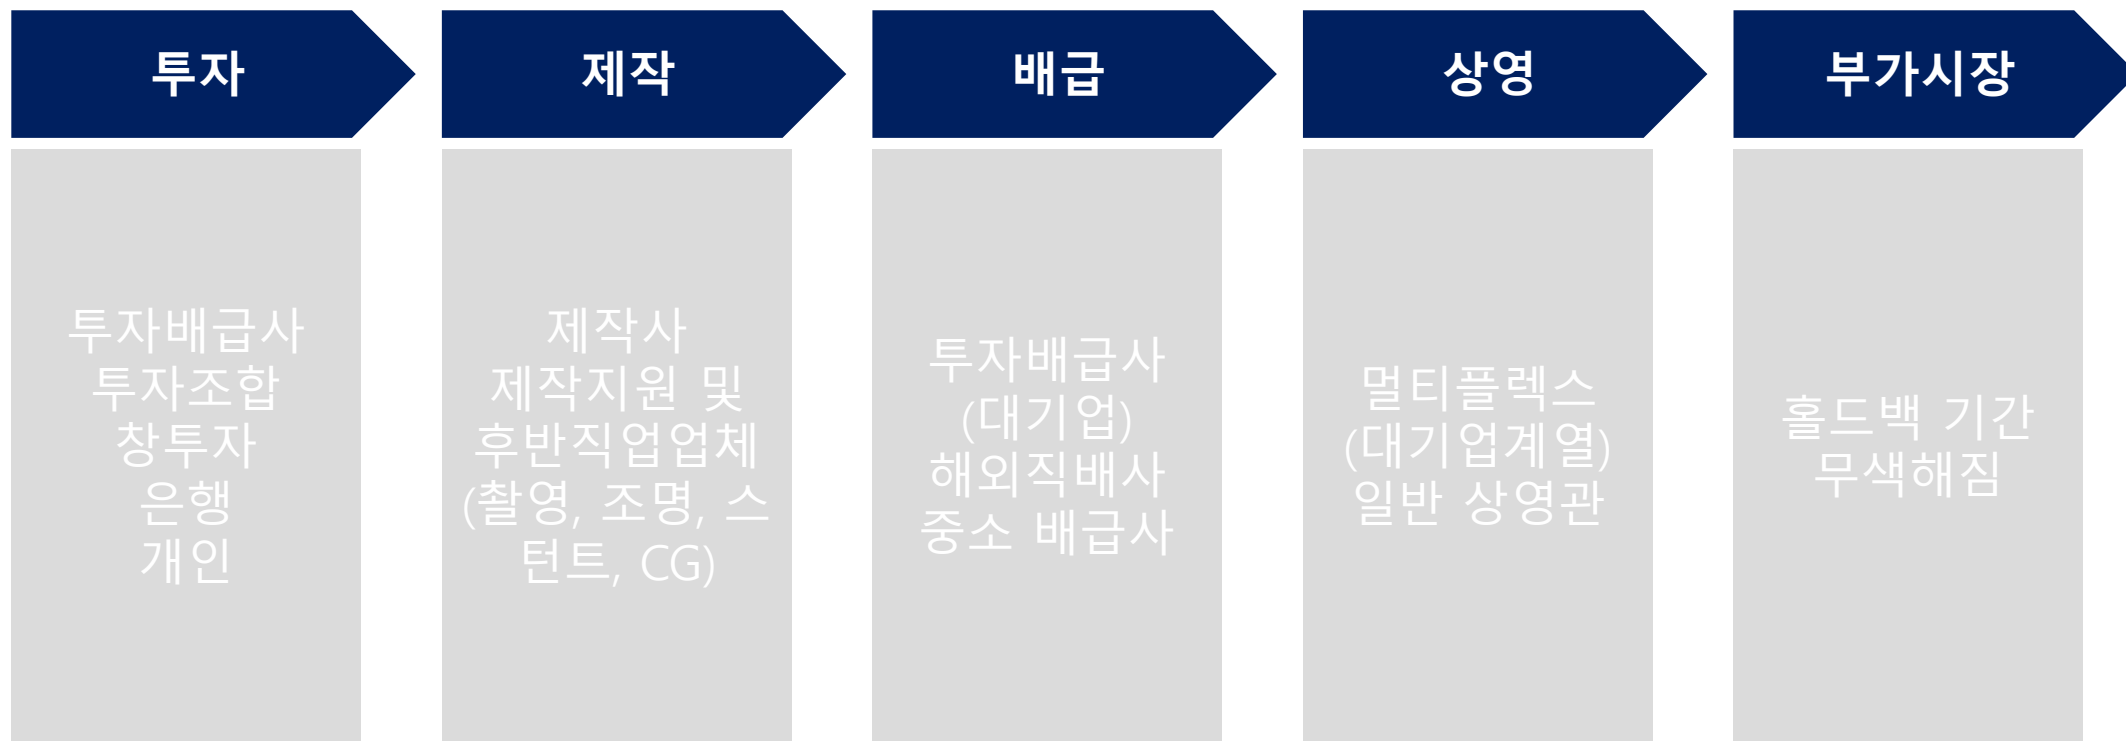 투자
투자배급사
투자조합
창투자
은행
개인
제작
제작사
제작지원 및
후반직업업체
(촬영, 조명, 스
턴트, CG)
배급
투자배급사
(대기업)
해외직배사
중소 배급사
상영
멀티플렉스
(대기업계열)
일반 상영관
부가시장
홀드백 기간
무색해짐